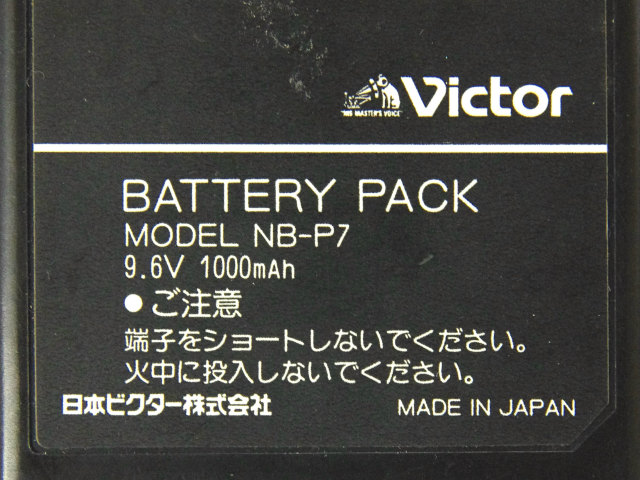 Victor
"HIS MASTER'S VOICE"
BATTERY PACK
MODEL NB-P7
9.6V 1000mAh
●ご注意
端子をショートしないでください。
火中に投入しないでください。
日本ビクター株式会社
MADE IN JAPAN